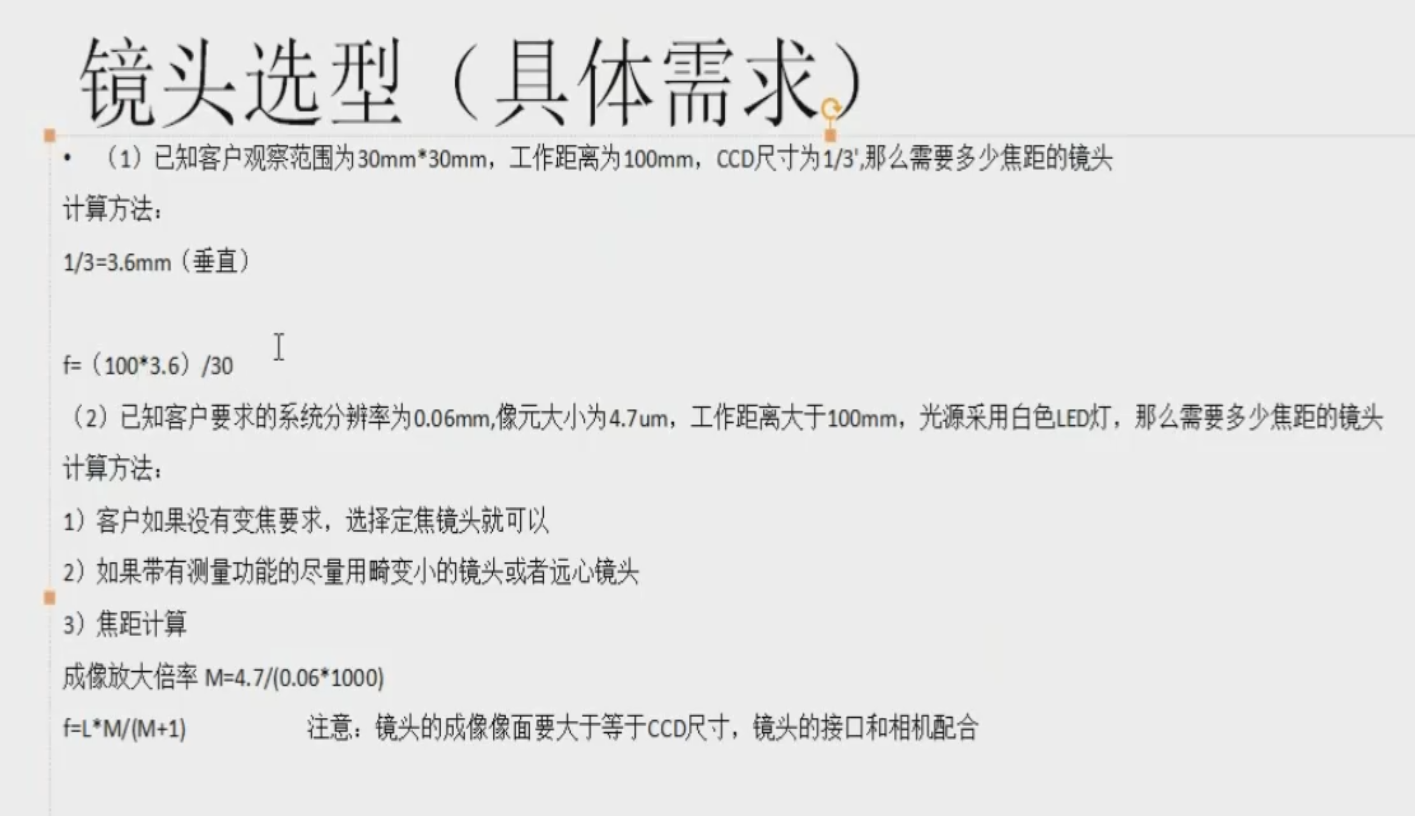 镜头选型（具体需求）
• （1）已知客户观察范围为30mm*30mm，工作距离为100mm，CCD尺寸为1/3',那么需要多少焦距的镜头
计算方法：
1/3=3.6mm（垂直）
f=（100*3.6）/30
（2）已知客户要求的系统分辨率为0.06mm,像元大小为4.7um，工作距离大于100mm，光源采用白色LED灯，那么需要多少焦距的镜头
计算方法：
1）客户如果没有变焦要求，选择定焦镜头就可以
2）如果带有测量功能的尽量用畸变小的镜头或者远心镜头
3）焦距计算
成像放大倍率 M=4.7/(0.06*1000)
f=L*M/(M+1) 注意：镜头的成像像面要大于等于CCD尺寸，镜头的接口和相机配合